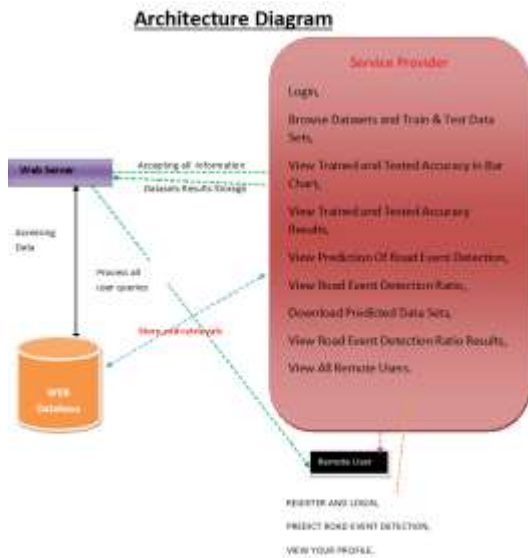 Architecture Diagram
Service Provider
Login,
Browse Datasets and Train & Test Data
Sets,
View Trained and Tested Accuracy in Bar
Chart,
View Trained and Tested Accuracy
Results,
View Prediction Of Road Event Detection,
View Road Event Detection Ratio,
Download Predicted Data Sets,
View Road Event Detection Ratio Results,
View All Remote Users.
Accepting all Information
Datasets Results Storage
Web Server
Accessing
Data
Process all
user queries
Store and retrievals
WEB
Database
Remote User
REGISTER AND LOGIN,
PREDICT ROAD EVENT DETECTION,
VIEW YOUR PROFILE.